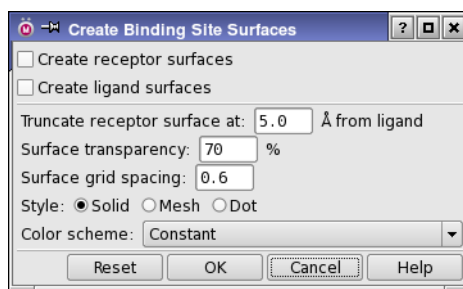 Create Binding Site Surfaces
Create receptor surfaces
Create ligand surfaces
Truncate receptor surface at: 5.0 Å from ligand
Surface transparency: 70 %
Surface grid spacing: 0.6
Style: Solid Mesh Dot
Color scheme: Constant
Reset OK Cancel Help